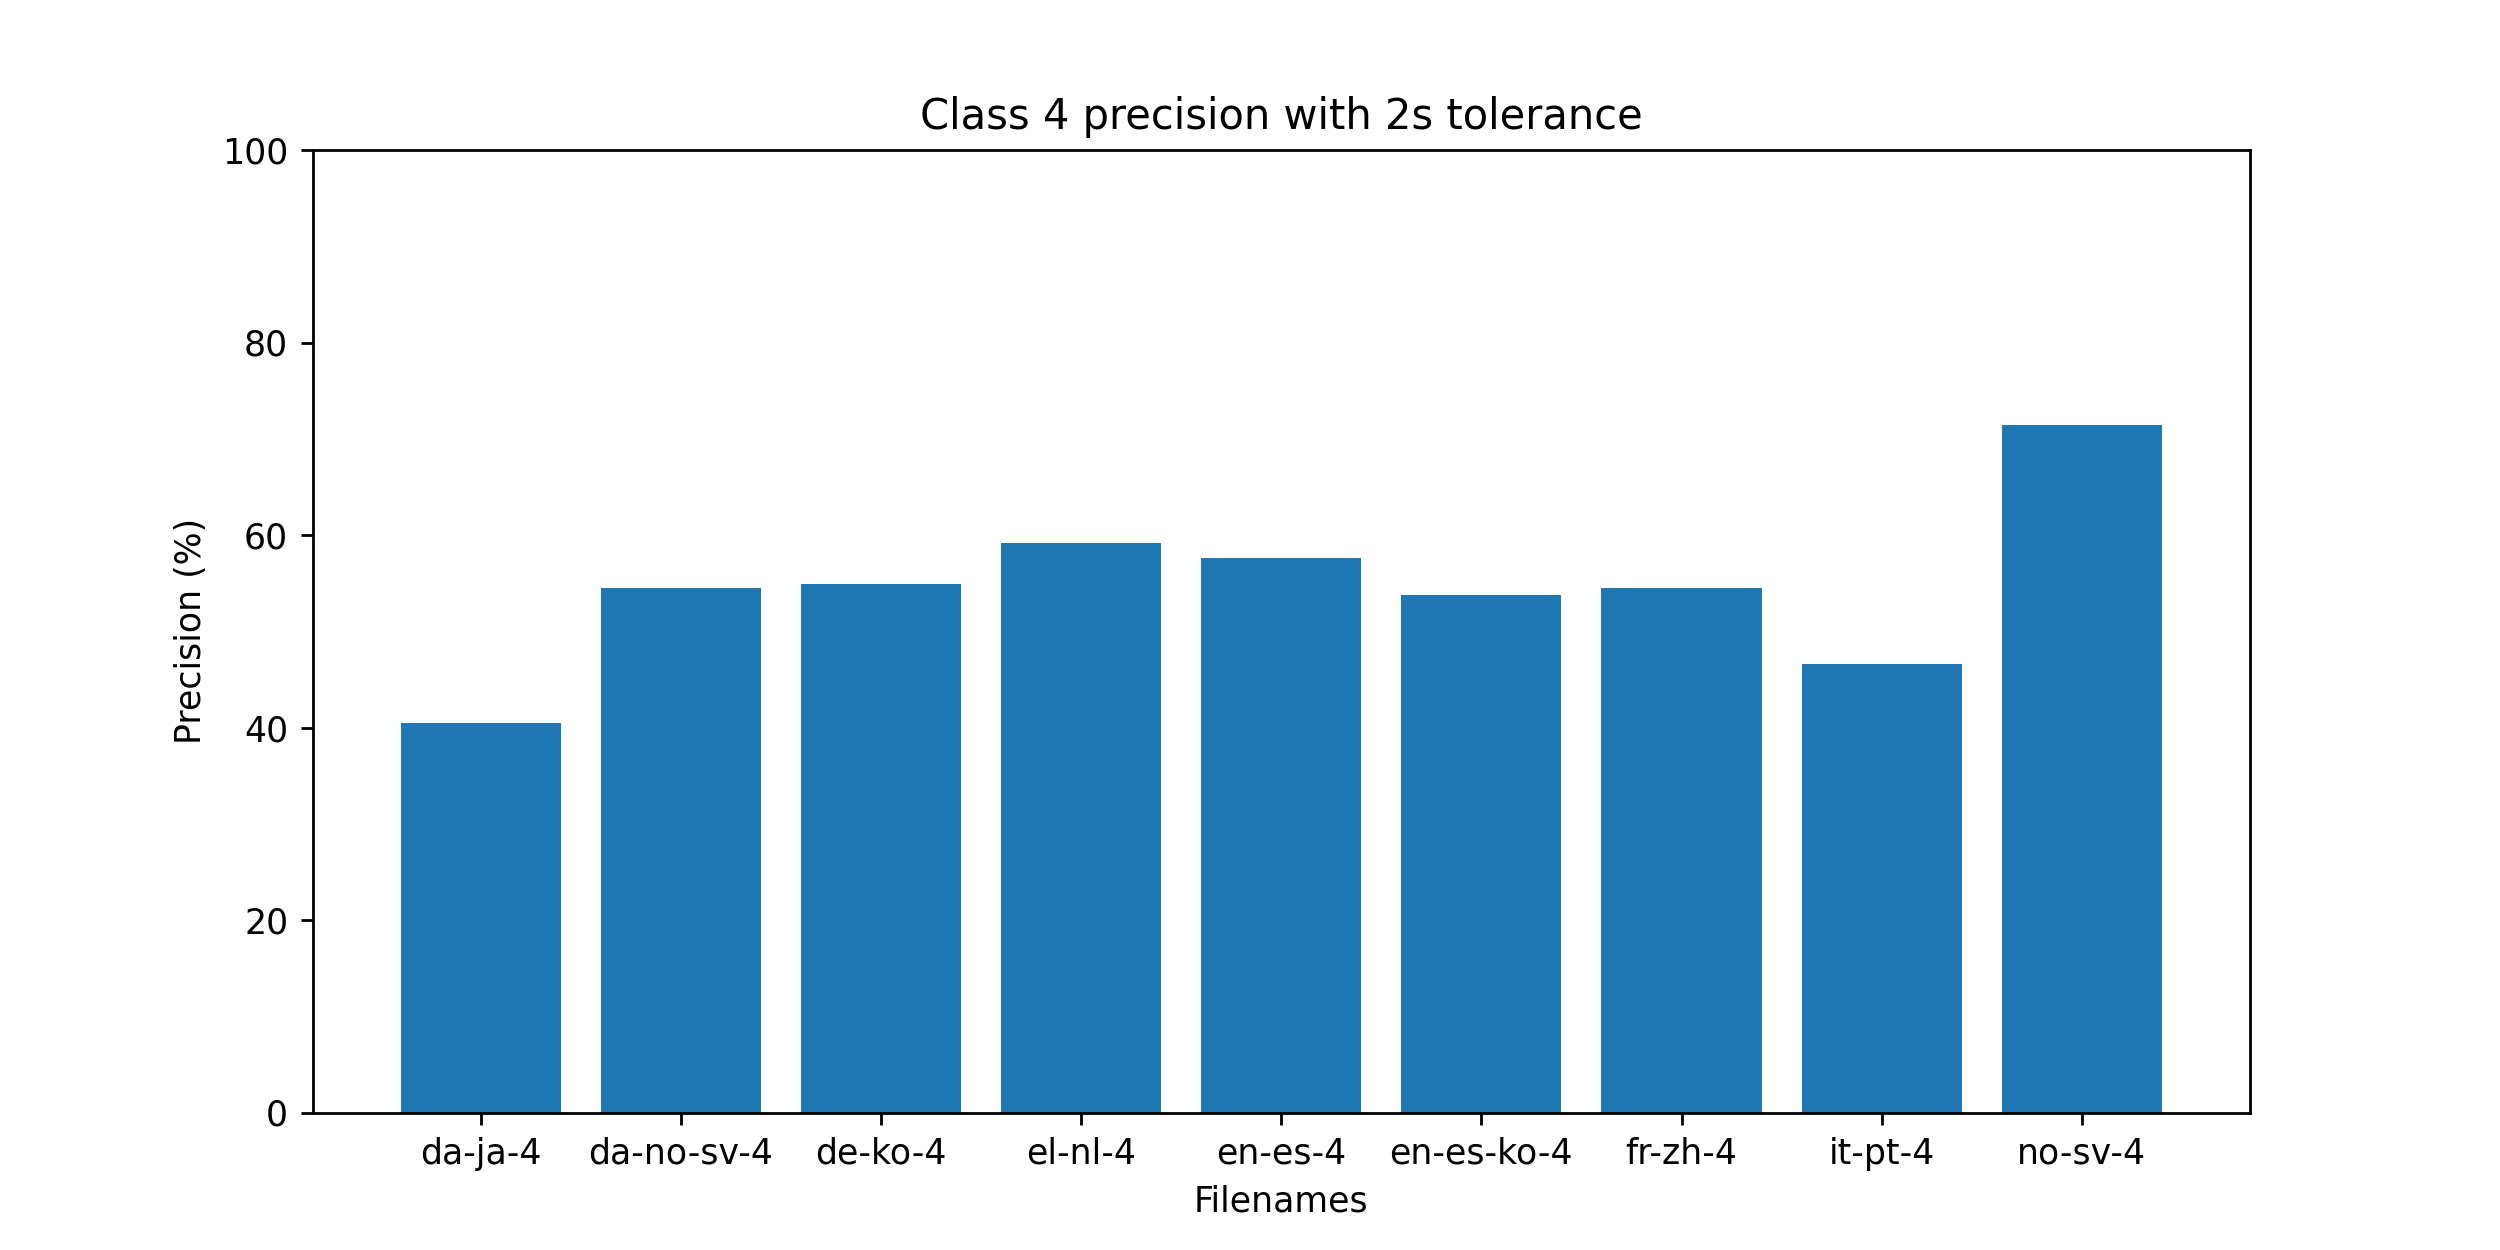 Class 4 precision with 2s tolerance
Precision (%)
100
80
60
40
20
0
da-ja-4 da-no-sv-4 de-ko-4 el-nl-4 en-es-4 en-es-ko-4 fr-zh-4 it-pt-4 no-sv-4
Filenames